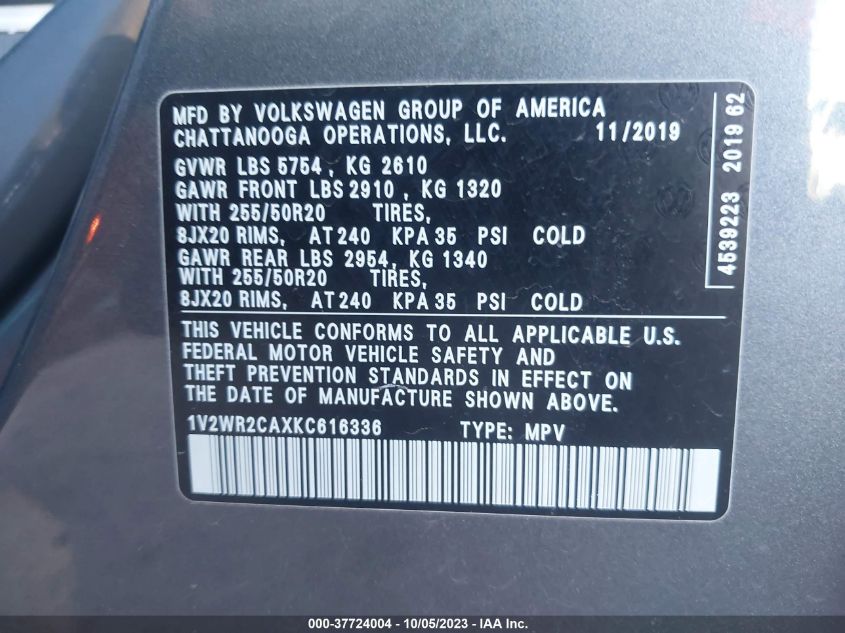 MFD BY VOLKSWAGEN GROUP OF AMERICA
CHATTANOOGA OPERATIONS, LLC. 11/2019
GVWR LBS 5754, KG 2610
GAWR FRONT LBS 2910, KG 1320
WITH 255/50R20 TIRES,
8JX20 RIMS, AT 240 KPA 35 PSI COLD
GAWR REAR LBS 2954, KG 1340
WITH 255/50R20 TIRES,
8JX20 RIMS, AT 240 KPA 35 PSI COLD
4539223 2019 62
THIS VEHICLE CONFORMS TO ALL APPLICABLE U.S.
FEDERAL MOTOR VEHICLE SAFETY AND
THEFT PREVENTION STANDARDS IN EFFECT ON
THE DATE OF MANUFACTURE SHOWN ABOVE.
1V2WR2CAXKC616336 TYPE: MPV
000-37724004 - 10/05/2023 - - -